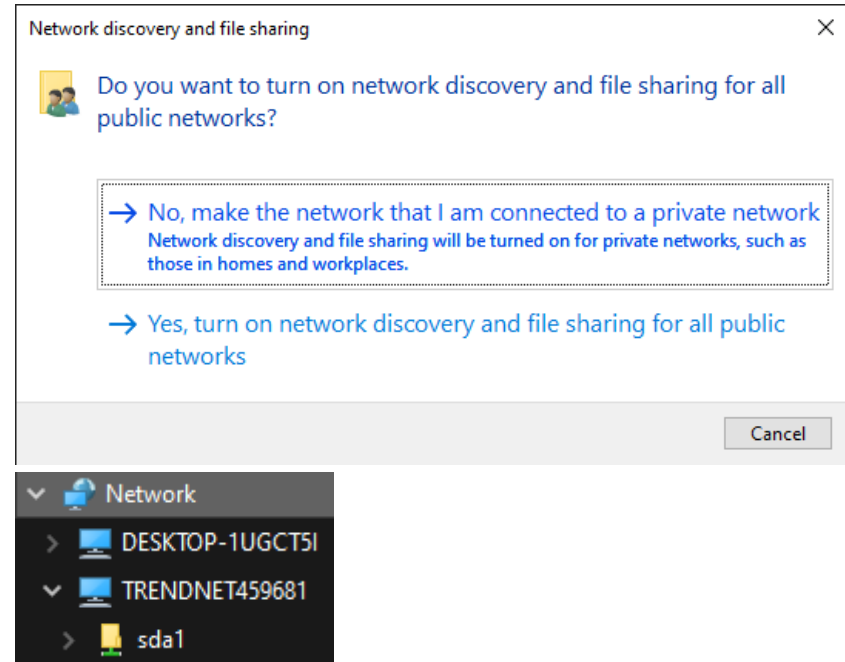 Network discovery and file sharing
Do you want to turn on network discovery and file sharing for all
public networks?
No, make the network that I am connected to a private network
Network discovery and file sharing will be turned on for private networks, such as
those in homes and workplaces.
Yes, turn on network discovery and file sharing for all public
networks
Cancel
Network
DESKTOP-1UGCT5I
TRENDNET459681
sda1